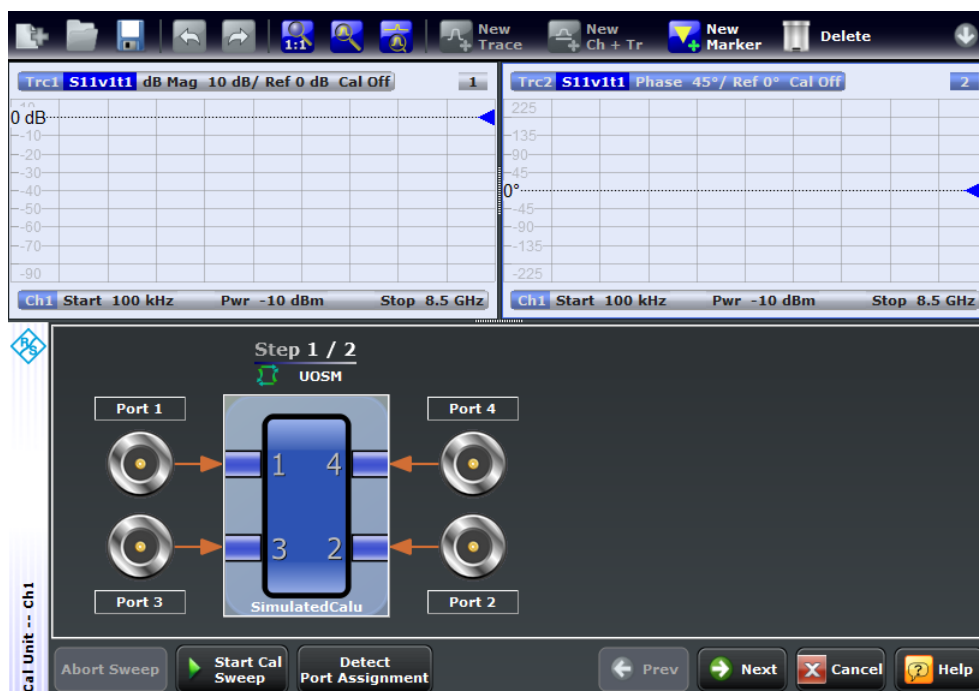 New Trace New Ch + Tr New Marker Delete
1:1
Trc1 S11v1t1 dB Mag 10 dB/ Ref 0 dB Cal Off 1
10
0 dB
-10
-20
-30
-40
-50
-60
-70
-90
Ch1 Start 100 kHz Pwr -10 dBm Stop 8.5 GHz
Trc2 S11v1t1 Phase 45°/ Ref 0° Cal Off 2
225
-135
-90
-45
0°
-45
-90
-135
-225
Ch1 Start 100 kHz Pwr -10 dBm Stop 8.5 GHz
R/S
Step 1 / 2
UOSM
Port 1
Port 4
1 4
3 2
Port 3
SimulatedCalu
Port 2
Cal Unit -- Ch1
Abort Sweep
Start Cal Sweep
Detect Port Assignment
Prev
Next
Cancel
Help